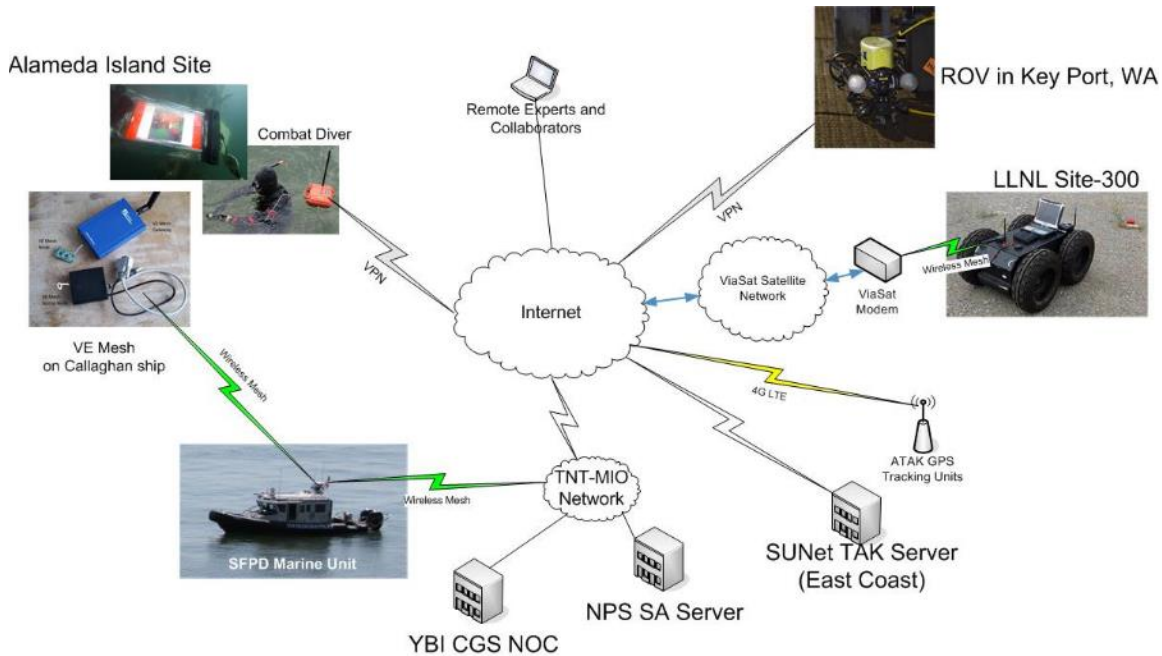 Alameda Island Site
Combat Diver
Remote Experts and
Collaborators
ROV in Key Port, WA
LLNL Site-300
VPN
VPN
VE Mesh
on Callaghan ship
Internet
ViaSat Satellite
Network
ViaSat
Modem
Wireless Mesh
Wireless Mesh
4G LTE
ATAK GPS
Tracking Units
TNT-MIO
Network
Wireless Mesh
SFPD Marine Unit
SUNet TAK Server
(East Coast)
NPS SA Server
YBI CGS NOC